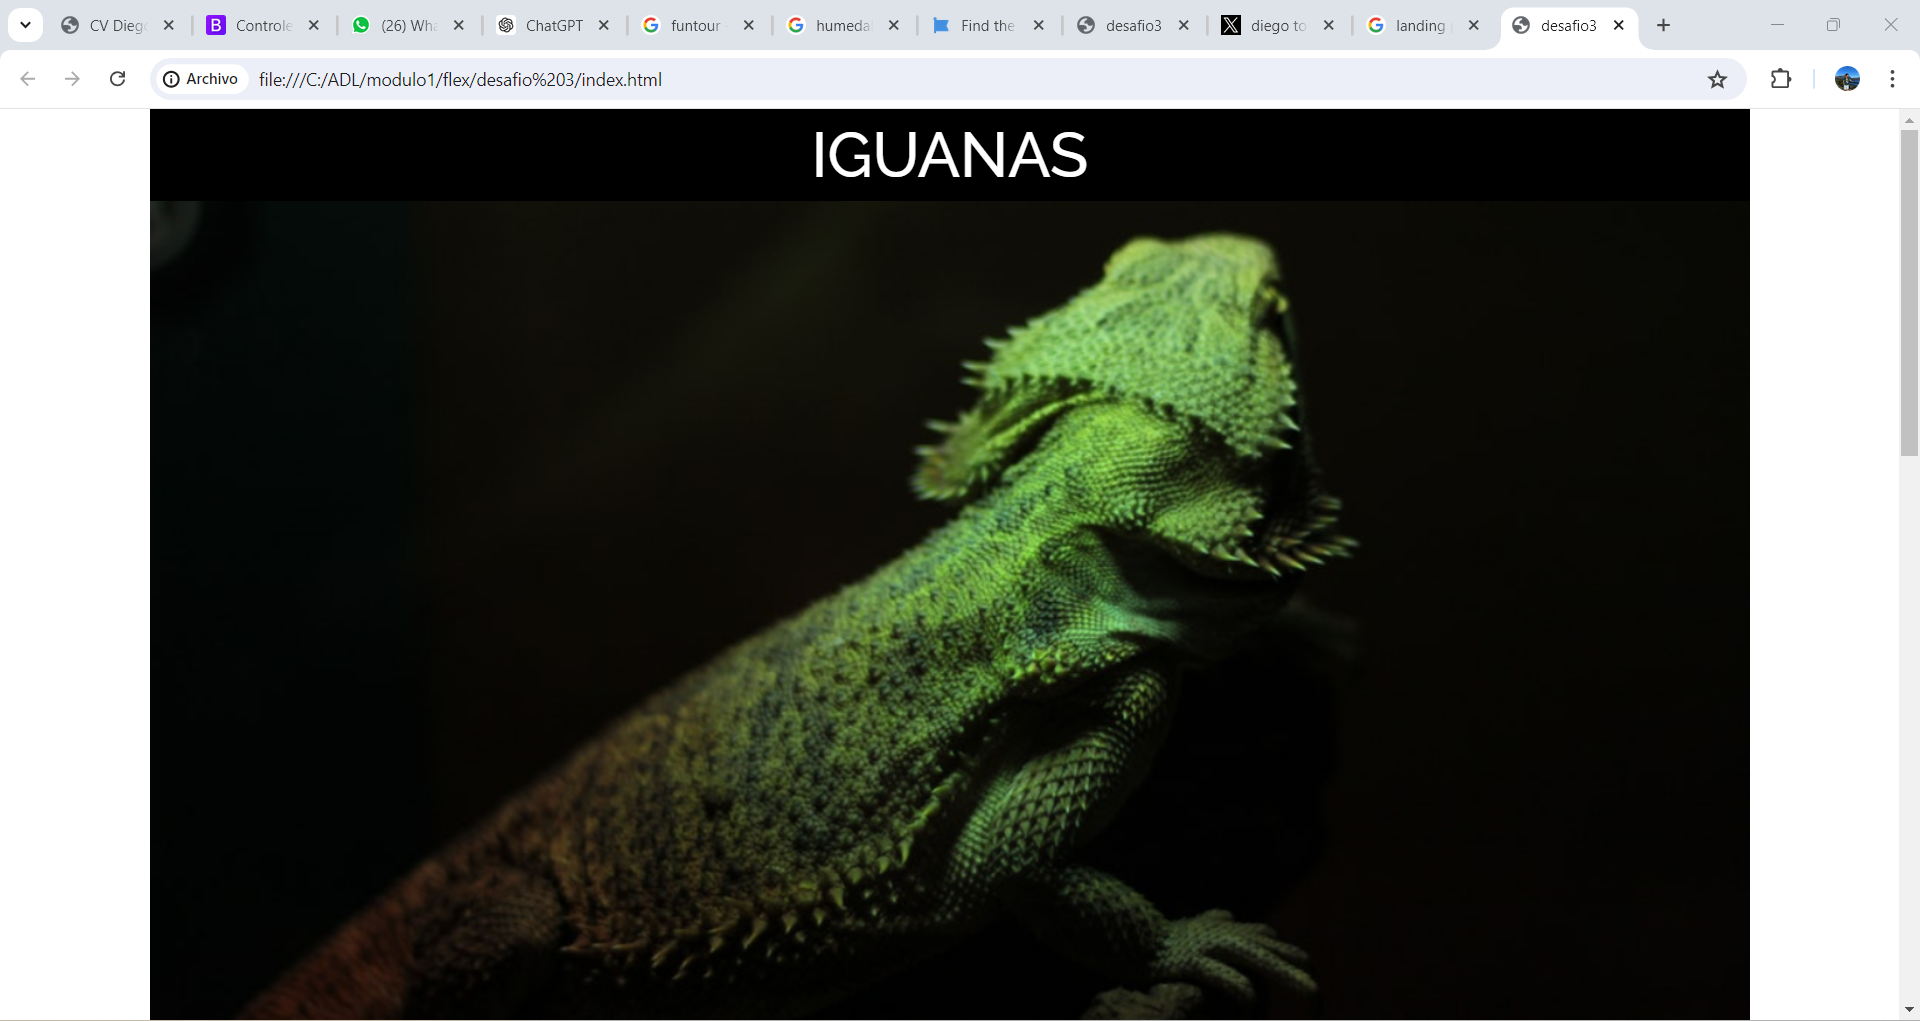 CV Dieg
Controle
(26) Wha
ChatGPT
funtour
humeda
Find the
desafio3
diego to
landing
desafio3
Archivo
file:///C:/ADL/modulo1/flex/desafio%203/index.html
IGUANAS